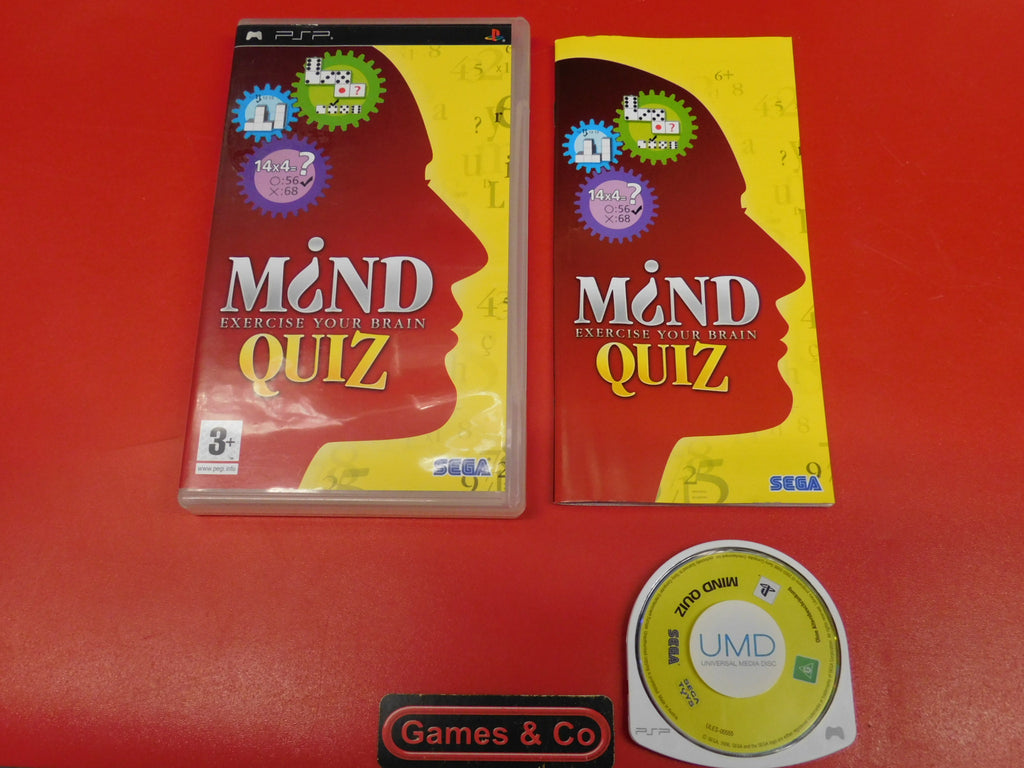 PSP
14x4=?
O:56✓
X:68
MiND
EXERCISE YOUR BRAIN
QUIZ
3+
www.pegi.info
SEGA
6+
14x4=?
O:56✓
X:68
MiND
EXERCISE YOUR BRAIN
QUIZ
SEGA
MIND QUIZ
SEGA
UMD
UNIVERSAL MEDIA DISC
PSP
Games & Co